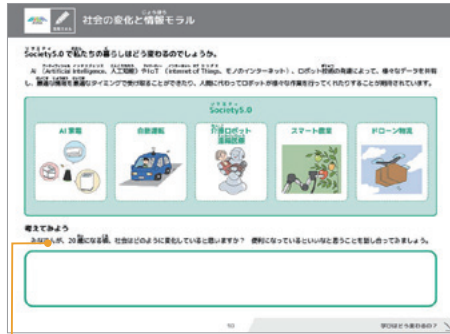 社会の変化と情報モラル
Society5.0で私たちの暮らしはどう変わるのでしょうか。
AI（Artificial Intelligence、人工知能）やIoT（Internet of Things、モノのインターネット）、ロボット技術の発達によって、様々なデータを共有
し、最適な情報を最適なタイミングで受け取ることができたり、人間に代わってロボットが様々な作業を行ってくれたりすることが期待されています。
Society5.0
AI家電
自動運転
介護ロボット
スマート農業
ドローン物流
考えてみよう
みなさんが、20歳になる頃、社会はどのように変化していると思いますか？ 便利になっているといいなと思うことを話し合ってみましょう。
学びはどう変わるの？